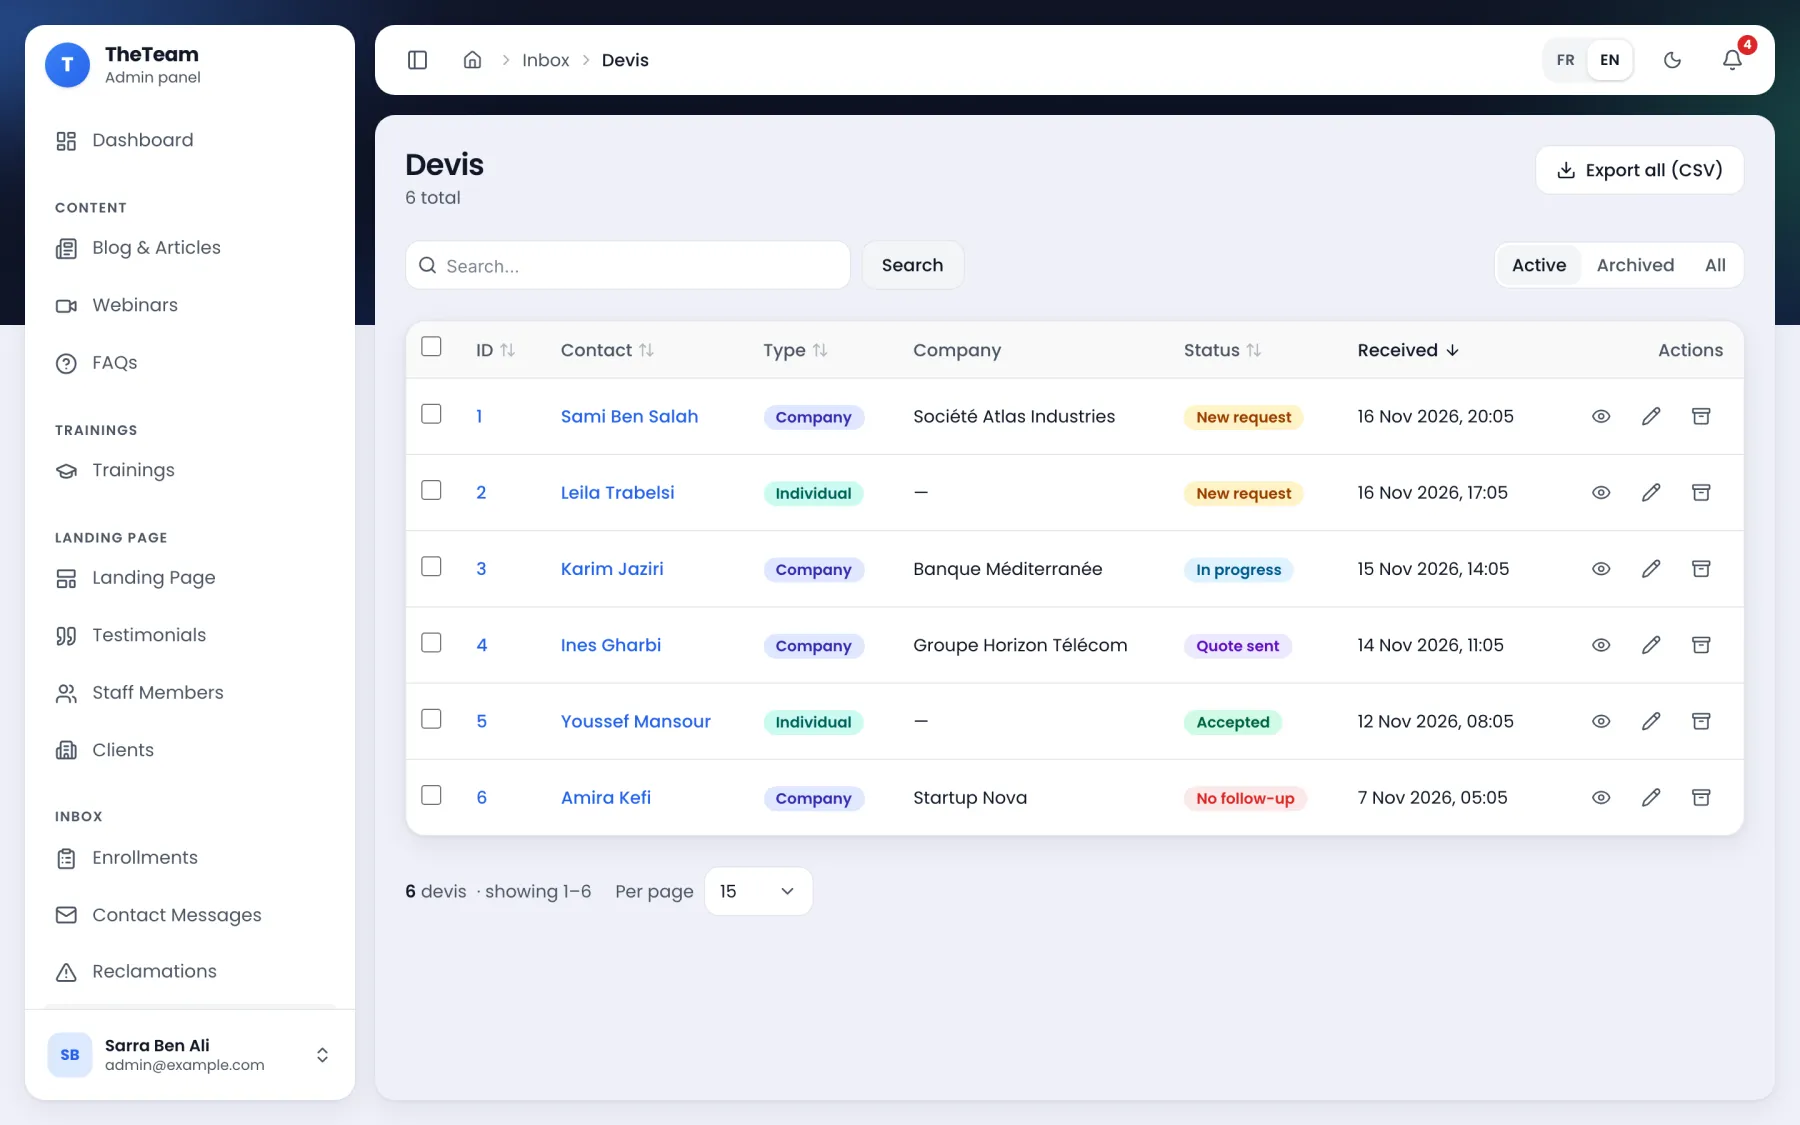 T
TheTeam
Admin panel
Dashboard
CONTENT
Blog & Articles
Webinars
FAQs
TRAININGS
Trainings
LANDING PAGE
Landing Page
Testimonials
Staff Members
Clients
INBOX
Enrollments
Contact Messages
Reclamations
SB
Sarra Ben Ali
admin@example.com
Inbox
Devis
FR EN
4
Devis
6 total
Export all (CSV)
Search...
Search
Active Archived All
ID Contact Type Company Status Received Actions
1 Sami Ben Salah Company Société Atlas Industries New request 16 Nov 2026, 20:05
2 Leila Trabelsi Individual — New request 16 Nov 2026, 17:05
3 Karim Jaziri Company Banque Méditerranée In progress 15 Nov 2026, 14:05
4 Ines Gharbi Company Groupe Horizon Télécom Quote sent 14 Nov 2026, 11:05
5 Youssef Mansour Individual — Accepted 12 Nov 2026, 08:05
6 Amira Kefi Company Startup Nova No follow-up 7 Nov 2026, 05:05
6 devis · showing 1–6 Per page 15